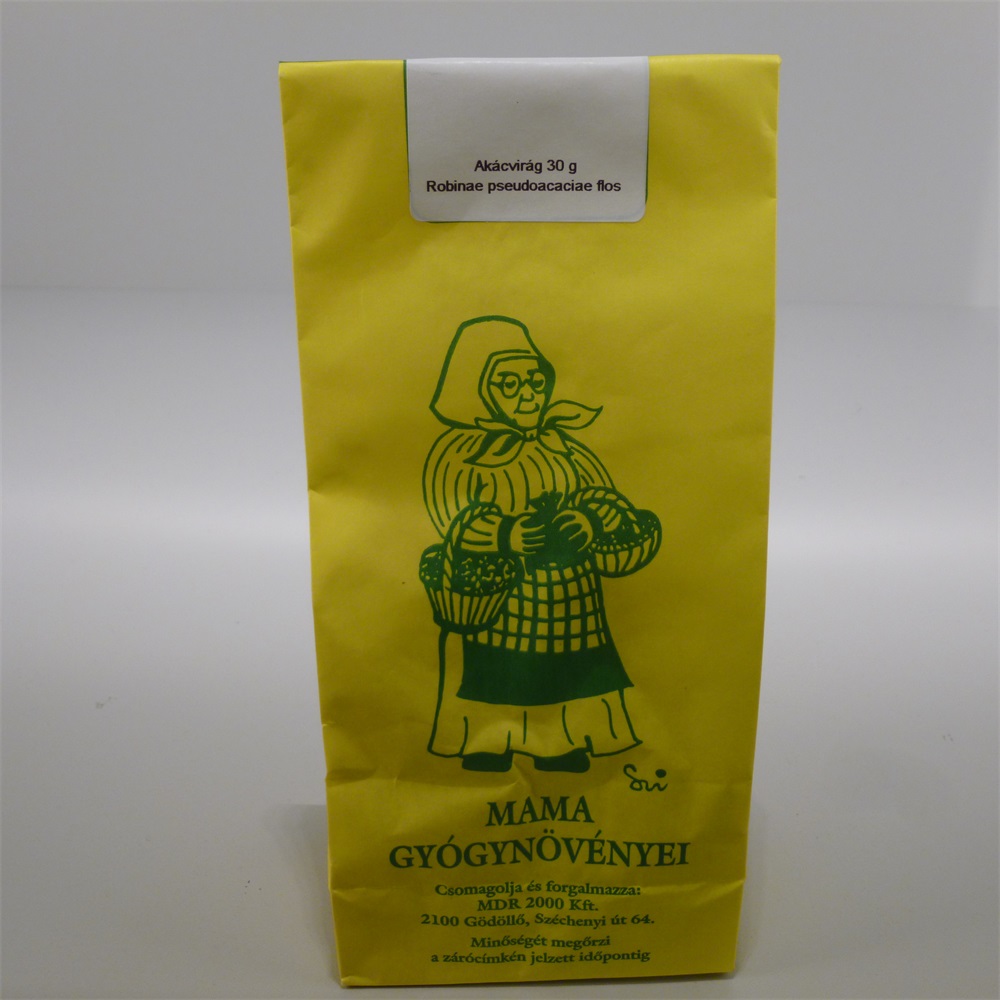 Akácvirág 30 g
Robinae pseudoacaciae flos
Sri
MAMA
GYÓGYNÖVÉNYEI
Csomagolja és forgalmazza:
MDR 2000 Kft.
2100 Gödöllő, Széchenyi út 64.
Minőségét megőrzi
a zárócímkén jelzett időpontig